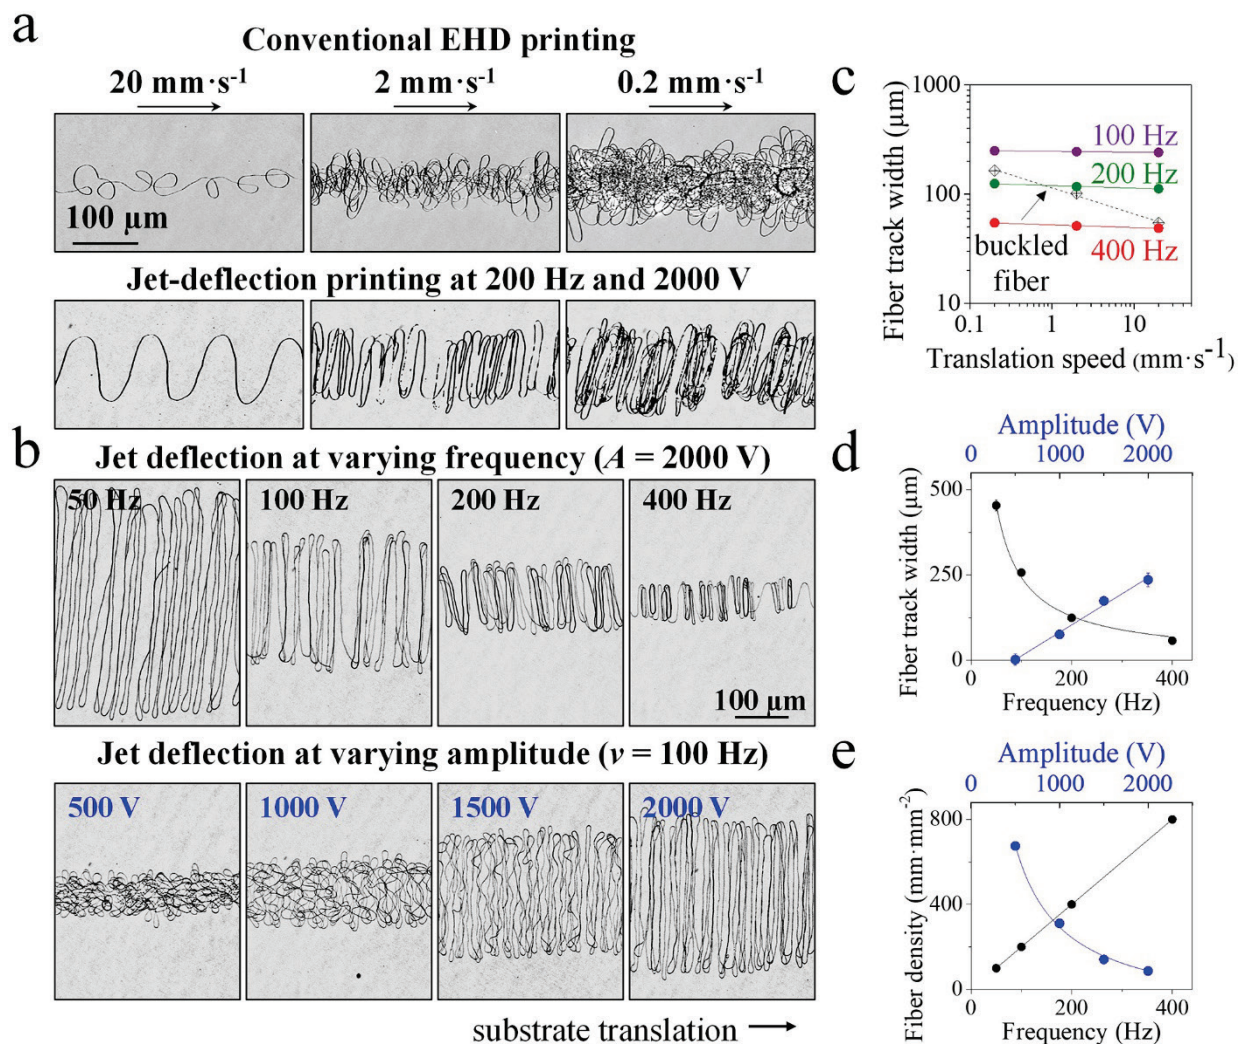 a
Conventional EHD printing
20 mm·s⁻¹
2 mm·s⁻¹
0.2 mm·s⁻¹
100 µm
Jet-deflection printing at 200 Hz and 2000 V
b
Jet deflection at varying frequency (A = 2000 V)
50 Hz
100 Hz
200 Hz
400 Hz
100 µm
Jet deflection at varying amplitude (v = 100 Hz)
500 V
1000 V
1500 V
2000 V
substrate translation
c
Fiber track width (µm)
1000
100
10
100 Hz
200 Hz
400 Hz
buckled
fiber
0.1
1
10
Translation speed (mm·s⁻¹)
d
Amplitude (V)
0
1000
2000
Fiber track width (µm)
500
250
0
0
200
400
Frequency (Hz)
e
Amplitude (V)
0
1000
2000
Fiber density (mm·mm⁻²)
800
400
0
0
200
400
Frequency (Hz)